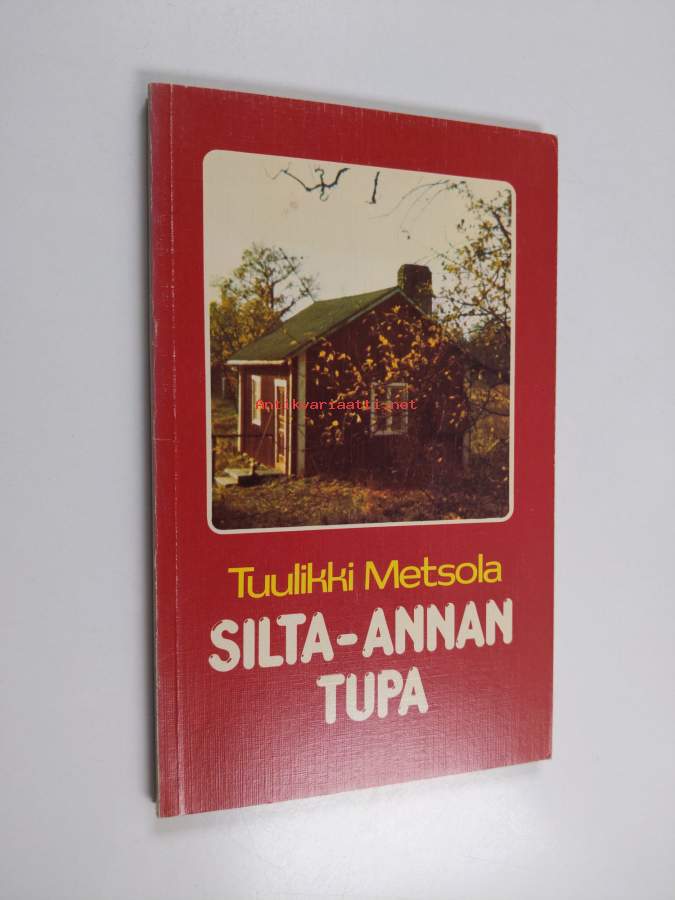 Antikvariaatti.net
Tuulikki Metsola
SILTA-ANNAN
TUPA